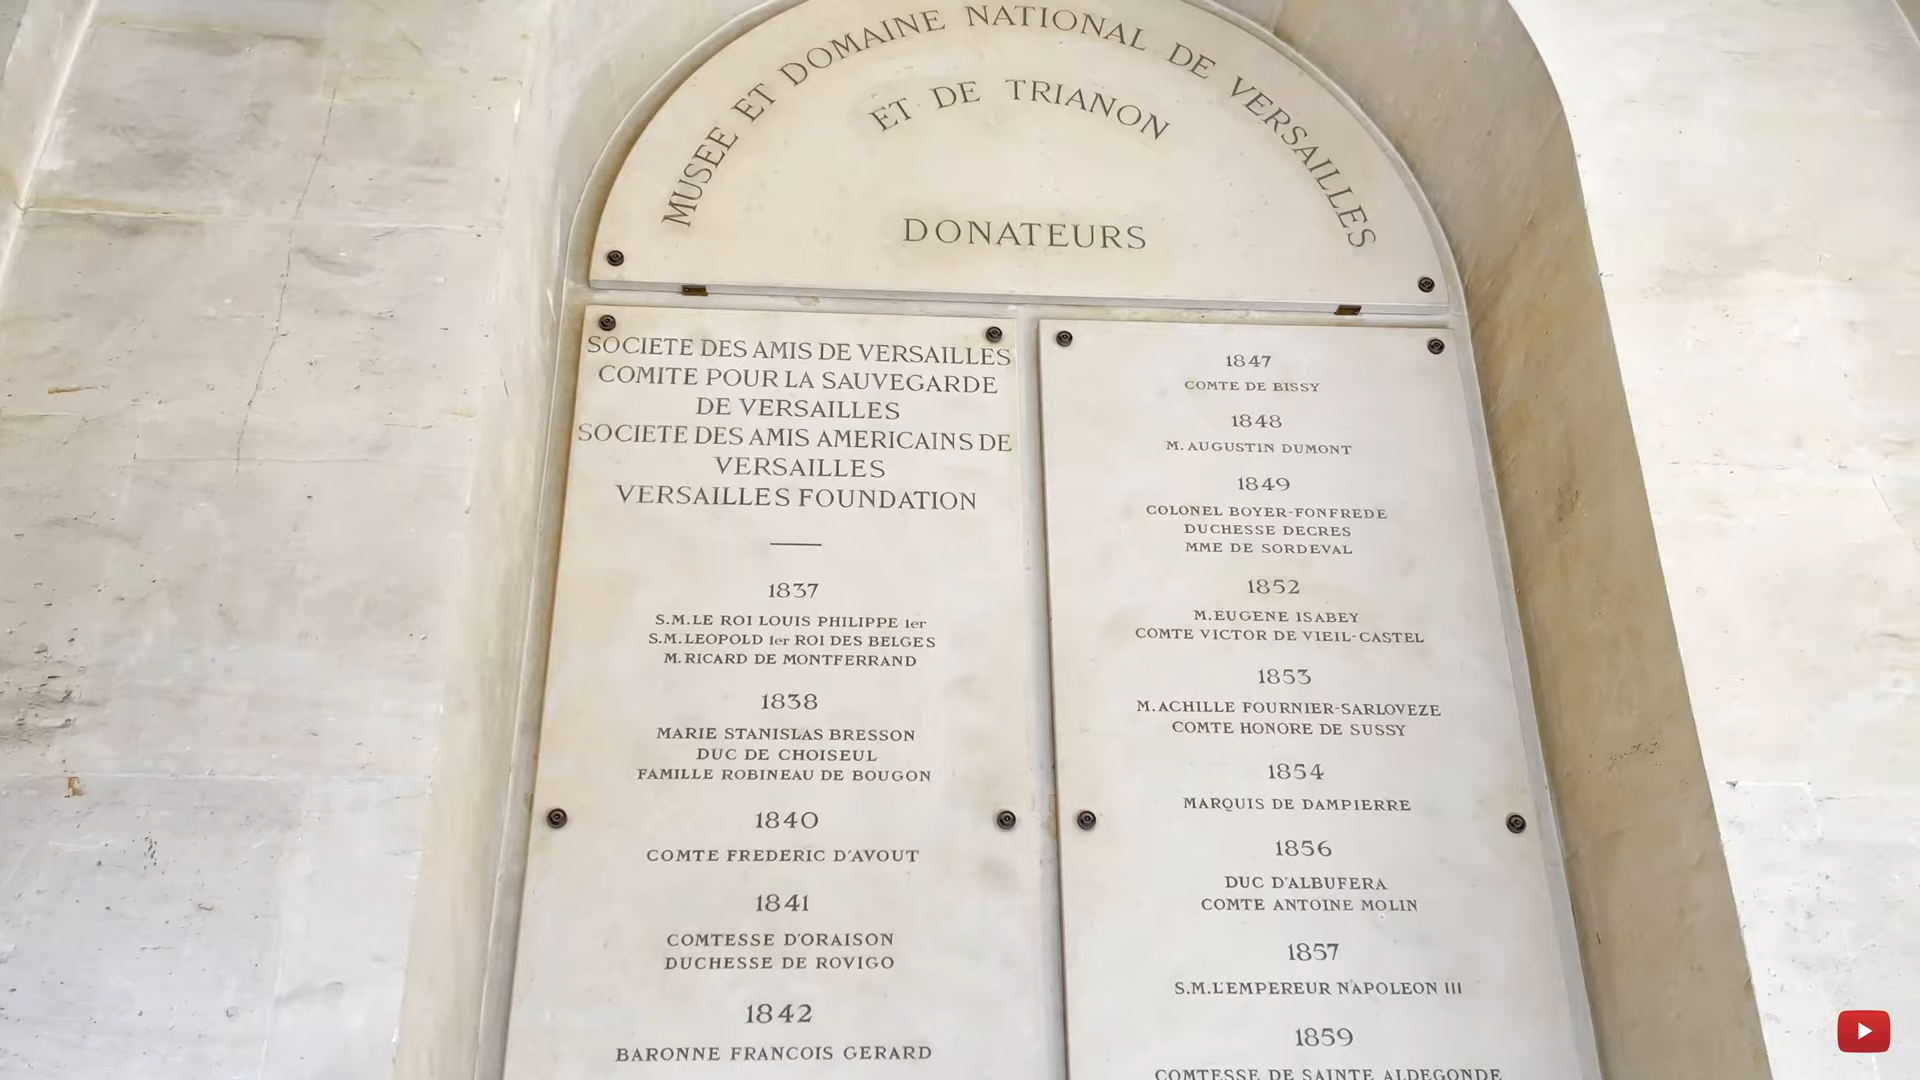 MUSEE ET DOMAINE NATIONAL DE VERSAILLES
ET DE TRIANON
DONATEURS
SOCIETE DES AMIS DE VERSAILLES
COMITE POUR LA SAUVEGARDE
DE VERSAILLES
SOCIETE DES AMIS AMERICAINS DE
VERSAILLES
VERSAILLES FOUNDATION
1837
S.M.LE ROI LOUIS PHILIPPE 1er
S.M.LEOPOLD 1er ROI DES BELGES
M.RICARD DE MONTFERRAND
1838
MARIE STANISLAS BRESSON
DUC DE CHOISEUL
FAMILLE ROBINEAU DE BOUGON
1840
COMTE FREDERIC D'AVOUT
1841
COMTESSE D'ORAISON
DUCHESSE DE ROVIGO
1842
BARONNE FRANCOIS GERARD
1847
COMTE DE BISSY
1848
M.AUGUSTIN DUMONT
1849
COLONEL BOYER-FONFREDE
DUCHESSE DECRES
MME DE SORDEVAL
1852
M.EUGENE ISABEY
COMTE VICTOR DE VIEIL-CASTEL
1853
M.ACHILLE FOURNIER-SARLOVEZE
COMTE HONORE DE SUSSY
1854
MARQUIS DE DAMPIERRE
1856
DUC D'ALBUFERA
COMTE ANTOINE MOLIN
1857
S.M.L'EMPEREUR NAPOLEON III
1859
COMTESSE DE SAINTE ALDEGONDE